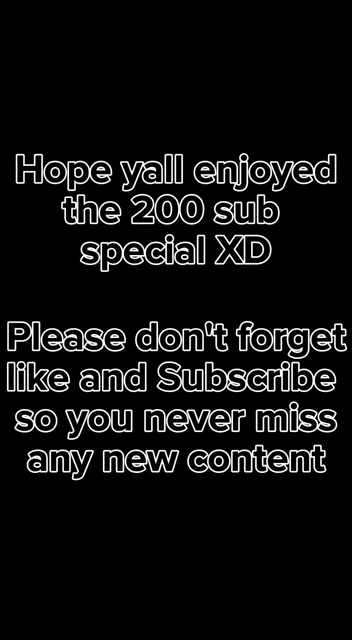 Hope yall enjoyed
the 200 sub
special XD
Please don't forget
like and Subscribe
so you never miss
any new content